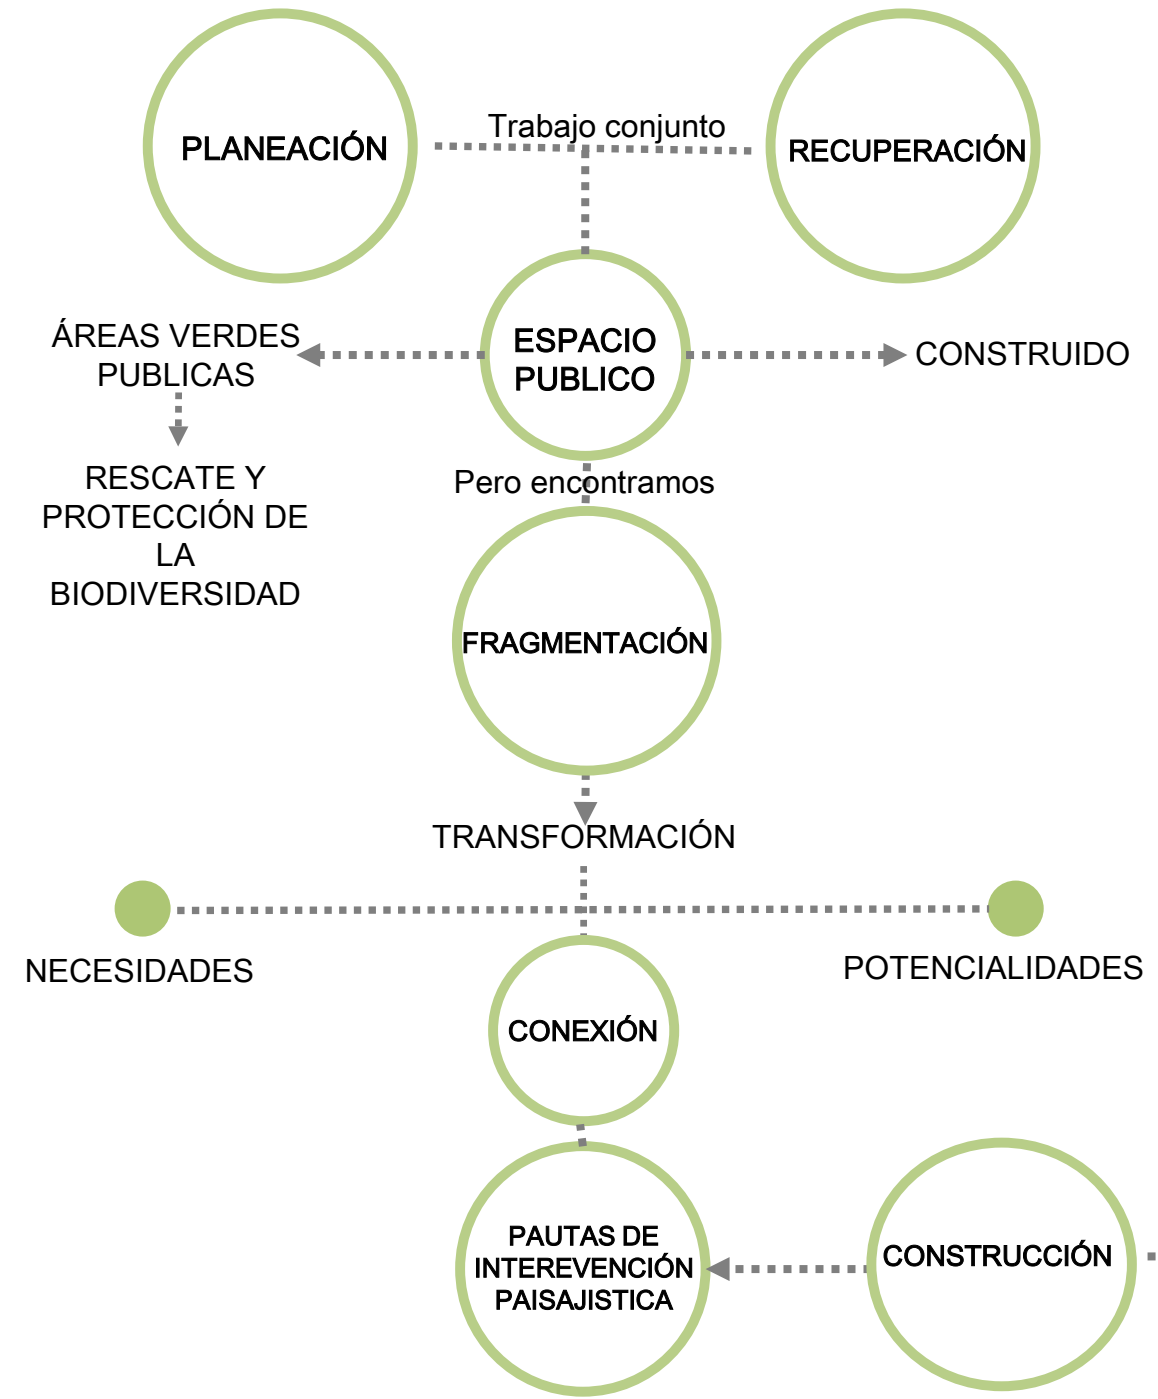 Trabajo conjunto
PLANEACIÓN
RECUPERACIÓN
ESPACIO
PUBLICO
ÁREAS VERDES
PUBLICAS
CONSTRUIDO
RESCATE Y
PROTECCIÓN DE
LA
BIODIVERSIDAD
Pero encontramos
FRAGMENTACIÓN
TRANSFORMACIÓN
NECESIDADES
POTENCIALIDADES
CONEXIÓN
PAUTAS DE
INTEREVENCIÓN
PAISAJISTICA
CONSTRUCCIÓN